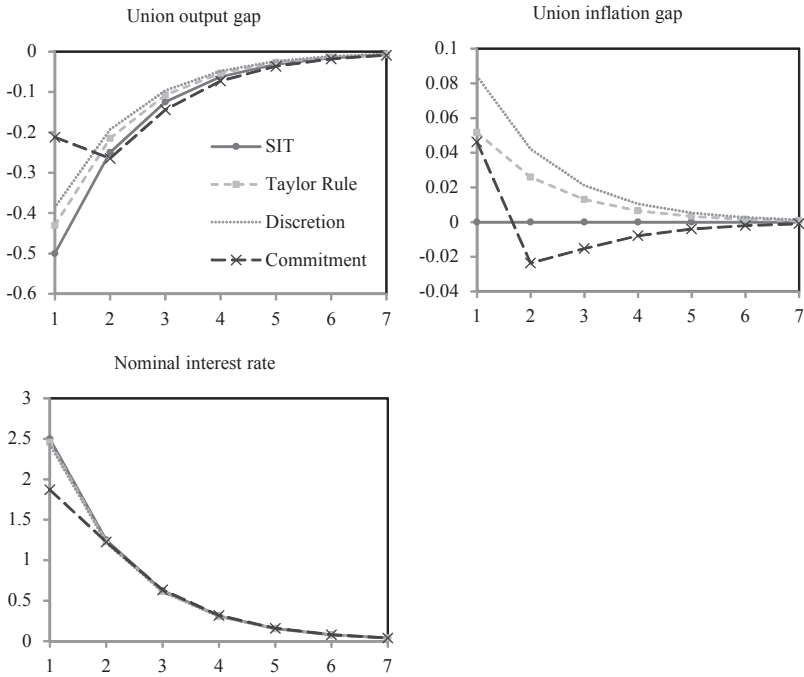 Union output gap
0
-0.1
-0.2
-0.3
-0.4
-0.5
-0.6
1 2 3 4 5 6 7
SIT
Taylor Rule
Discretion
Commitment
Union inflation gap
0.1
0.08
0.06
0.04
0.02
0
-0.02
-0.04
1 2 3 4 5 6 7
Nominal interest rate
3
2.5
2
1.5
1
0.5
0
1 2 3 4 5 6 7